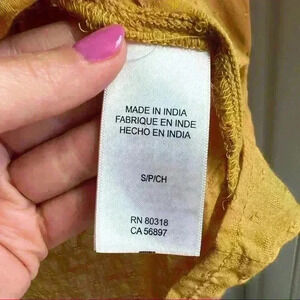 MADE IN INDIA
FABRIQUE EN INDE
HECHO EN INDIA
S/P/CH
RN 80318
CA 56897